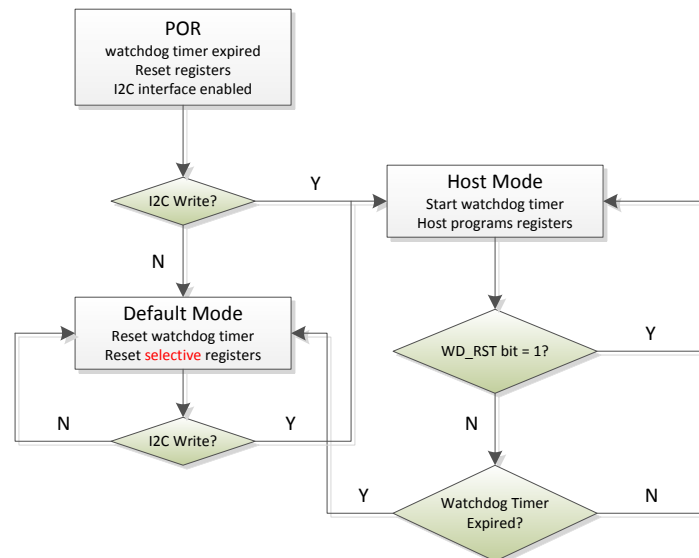 POR
watchdog timer expired
Reset registers
I2C interface enabled
I2C Write?
Y
N
Host Mode
Start watchdog timer
Host programs registers
Default Mode
Reset watchdog timer
Reset selective registers
WD_RST bit = 1?
Y
N
I2C Write?
N
Y
Watchdog Timer
Expired?
Y
N